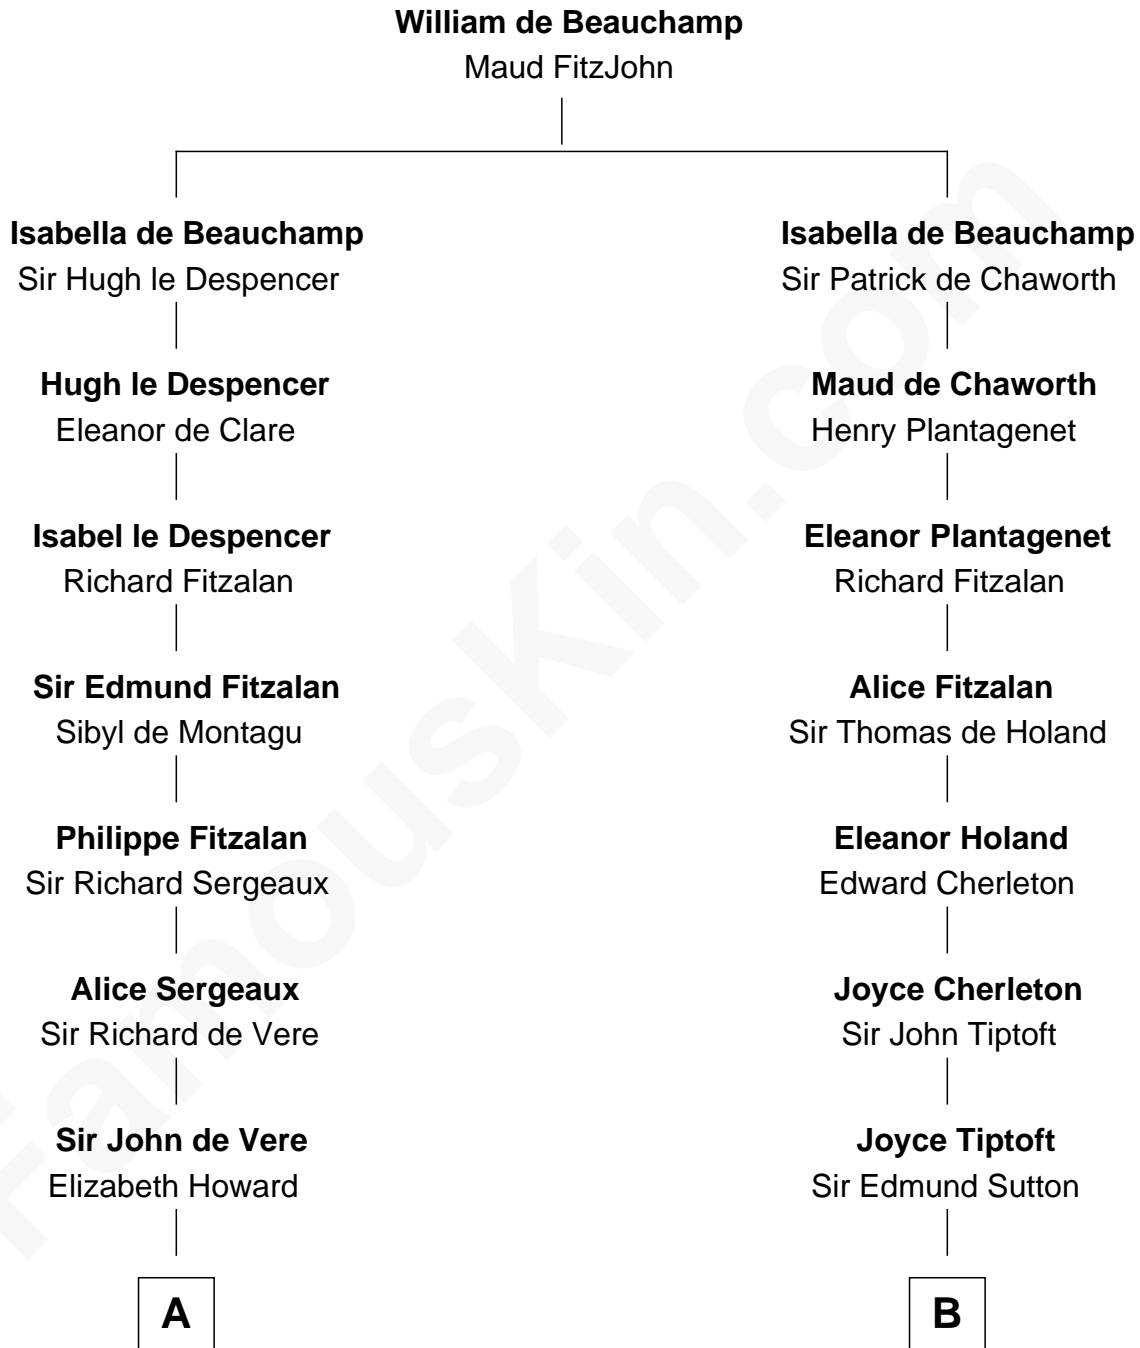 William de Beauchamp
Maud FitzJohn
Isabella de Beauchamp
Sir Hugh le Despencer
Isabella de Beauchamp
Sir Patrick de Chaworth
Hugh le Despencer
Eleanor de Clare
Maud de Chaworth
Henry Plantagenet
Isabel le Despencer
Richard Fitzalan
Eleanor Plantagenet
Richard Fitzalan
Sir Edmund Fitzalan
Sibyl de Montagu
Alice Fitzalan
Sir Thomas de Holand
Philippe Fitzalan
Sir Richard Sergeaux
Eleanor Holand
Edward Cherleton
Alice Sergeaux
Sir Richard de Vere
Joyce Cherleton
Sir John Tiptoft
Sir John de Vere
Elizabeth Howard
Joyce Tiptoft
Sir Edmund Sutton
A
B
FamousKin.com